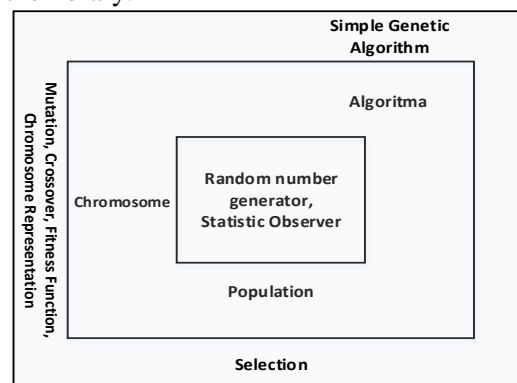 Simple Genetic
Algorithm
Algoritma
Mutation, Crossover, Fitness Function,
Chromosome Representation
Chromosome
Random number
generator,
Statistic Observer
Population
Selection